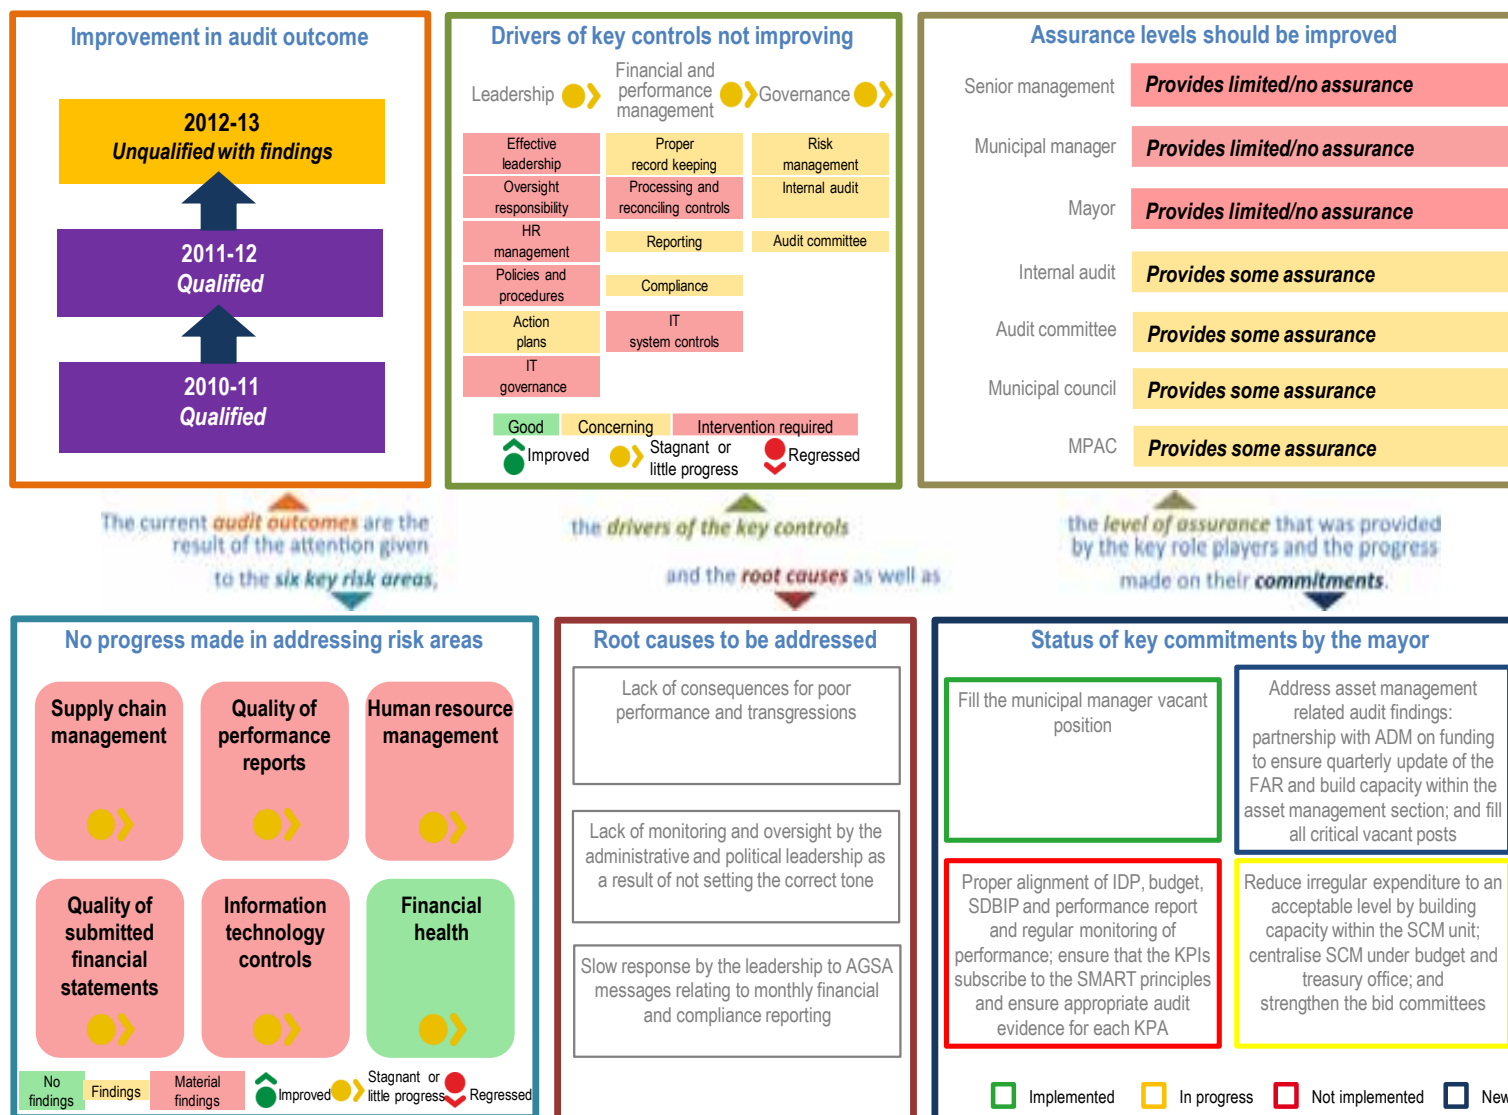 Improvement in audit outcome
2012-13
Unqualified with findings
2011-12
Qualified
2010-11
Qualified
Drivers of key controls not improving
Leadership
Financial and
performance
management
Governance
Effective
leadership
Oversight
responsibility
HR
management
Policies and
procedures
Action
plans
IT
governance
Proper
record keeping
Processing and
reconciling controls
Reporting
Compliance
IT
system controls
Risk
management
Internal audit
Audit committee
Good
Concerning
Intervention required
Improved
Stagnant or
little progress
Regressed
Assurance levels should be improved
Senior management
Provides limited/no assurance
Municipal manager
Provides limited/no assurance
Mayor
Provides limited/no assurance
Internal audit
Provides some assurance
Audit committee
Provides some assurance
Municipal council
Provides some assurance
MPAC
Provides some assurance
The current audit outcomes are the
result of the attention given
to the six key risk areas,
the drivers of the key controls
and the root causes as well as
the level of assurance that was provided
by the key role players and the progress
made on their commitments.
No progress made in addressing risk areas
Supply chain
management
Quality of
performance
reports
Human resource
management
Quality of
submitted
financial
statements
Information
technology
controls
Financial
health
No
findings
Findings
Material
findings
Improved
Stagnant or
little progress
Regressed
Root causes to be addressed
Lack of consequences for poor
performance and transgressions
Lack of monitoring and oversight by the
administrative and political leadership as
a result of not setting the correct tone
Slow response by the leadership to AGSA
messages relating to monthly financial
and compliance reporting
Status of key commitments by the mayor
Fill the municipal manager vacant
position
Address asset management
related audit findings:
partnership with ADM on funding
to ensure quarterly update of the
FAR and build capacity within the
asset management section; and fill
all critical vacant posts
Proper alignment of IDP, budget,
SDBIP and performance report
and regular monitoring of
performance; ensure that the KPIs
subscribe to the SMART principles
and ensure appropriate audit
evidence for each KPA
Reduce irregular expenditure to an
acceptable level by building
capacity within the SCM unit;
centralise SCM under budget and
treasury office; and
strengthen the bid committees
Implemented
In progress
Not implemented
New